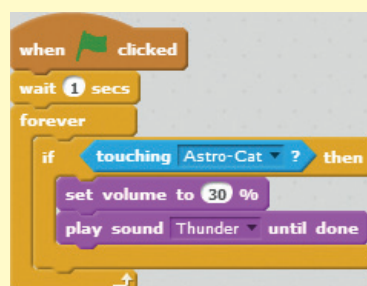 when clicked
wait 1 secs
forever
if touching Astro-Cat ? then
set volume to 30 %
play sound Thunder until done